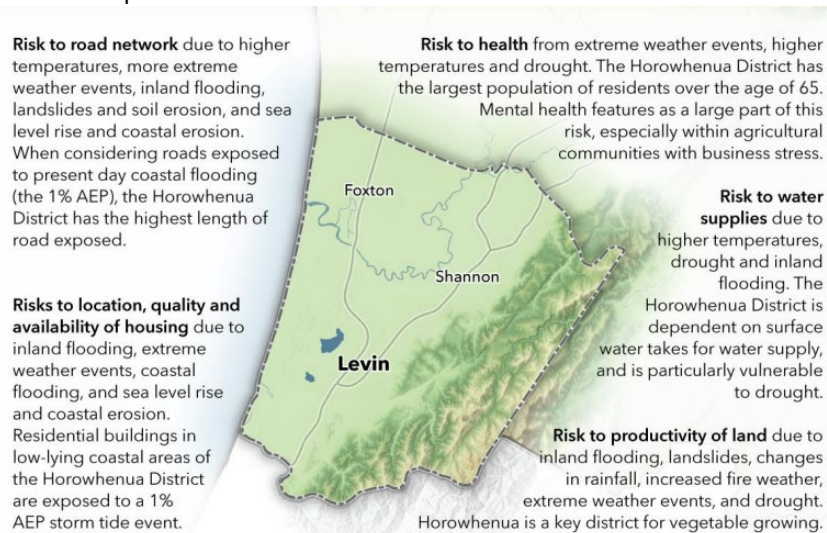 Risk to road network due to higher
temperatures, more extreme
weather events, inland flooding,
landslides and soil erosion, and sea
level rise and coastal erosion.
When considering roads exposed
to present day coastal flooding
(the 1% AEP), the Horowhenua
District has the highest length of
road exposed.
Risks to location, quality and
availability of housing due to
inland flooding, extreme
weather events, coastal
flooding, and sea level rise
and coastal erosion.
Residential buildings in
low-lying coastal areas of
the Horowhenua District
are exposed to a 1%
AEP storm tide event.
Foxton
Shannon
Levin
Risk to health from extreme weather events, higher
temperatures and drought. The Horowhenua District has
the largest population of residents over the age of 65.
Mental health features as a large part of this
risk, especially within agricultural
communities with business stress.
Risk to water
supplies due to
higher temperatures,
drought and inland
flooding. The
Horowhenua District is
dependent on surface
water takes for water supply,
and is particularly vulnerable
to drought.
Risk to productivity of land due to
inland flooding, landslides, changes
in rainfall, increased fire weather,
extreme weather events, and drought.
Horowhenua is a key district for vegetable growing.